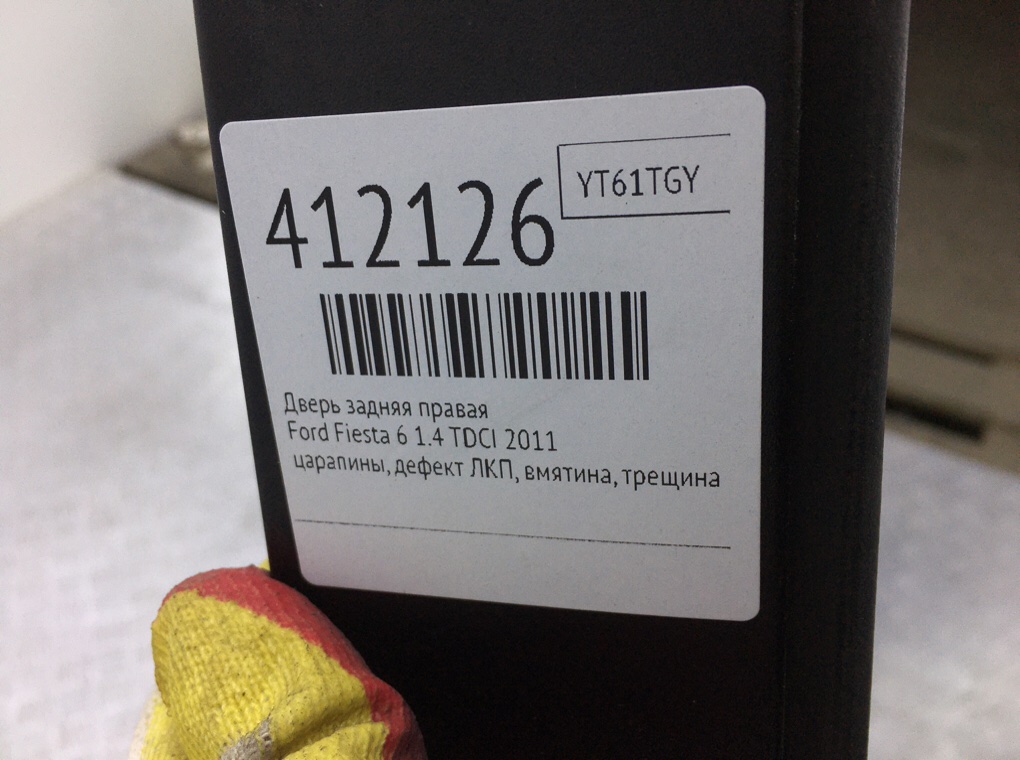 412126
YT61TGY
Дверь задняя правая
Ford Fiesta 6 1.4 TDCI 2011
царапины, дефект ЛКП, вмятина, трещина